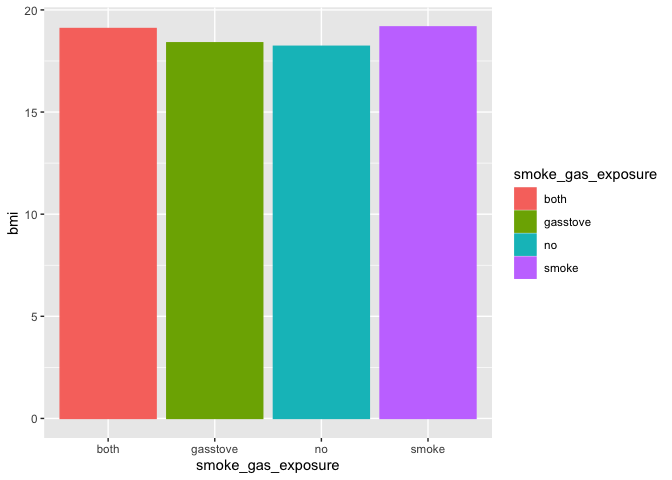 20
15
10
5
0
bmi
both gasstove no smoke
smoke_gas_exposure
smoke_gas_exposure
both
gasstove
no
smoke